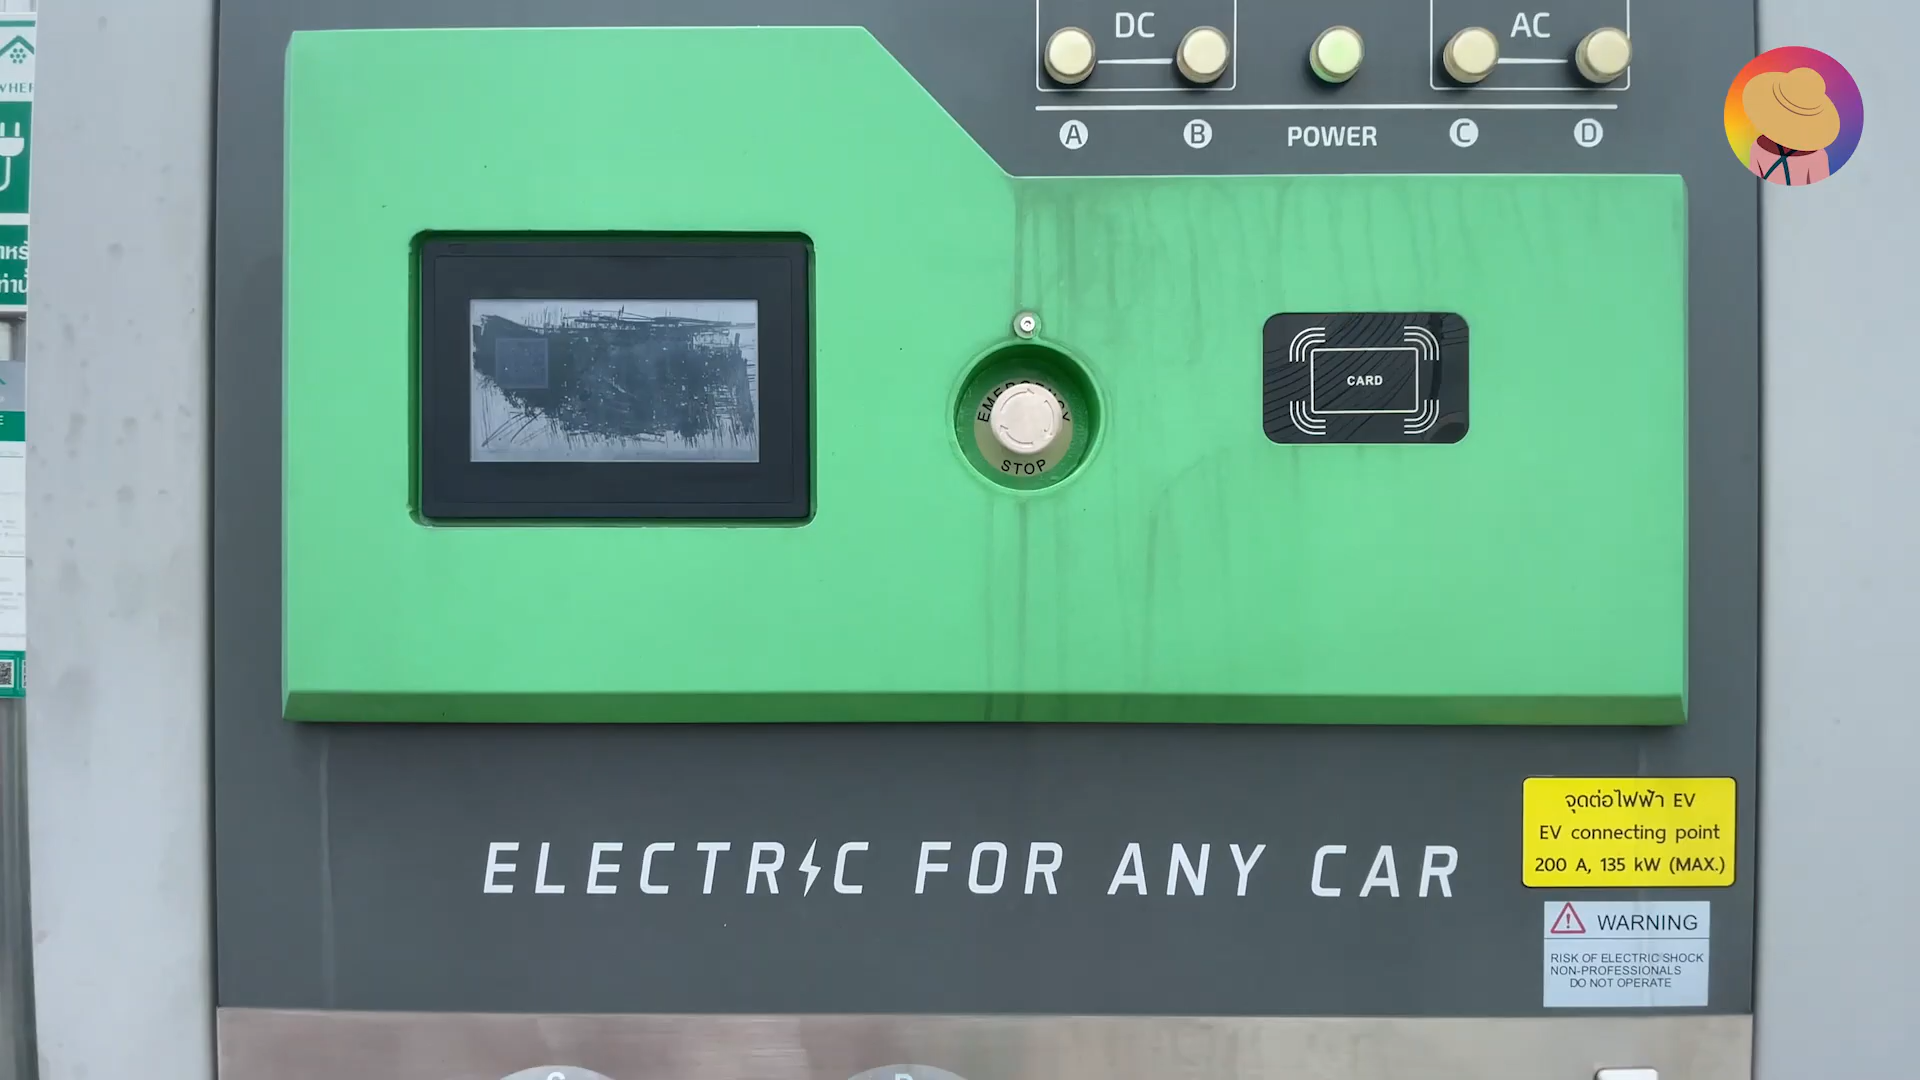 DC
AC
A
B
POWER
C
D
EMERGENCY
STOP
CARD
ELECTRIC FOR ANY CAR
จุดต่อไฟฟ้า EV
EV connecting point
200 A, 135 kW (MAX.)
WARNING
RISK OF ELECTRIC SHOCK
NON-PROFESSIONALS
DO NOT OPERATE